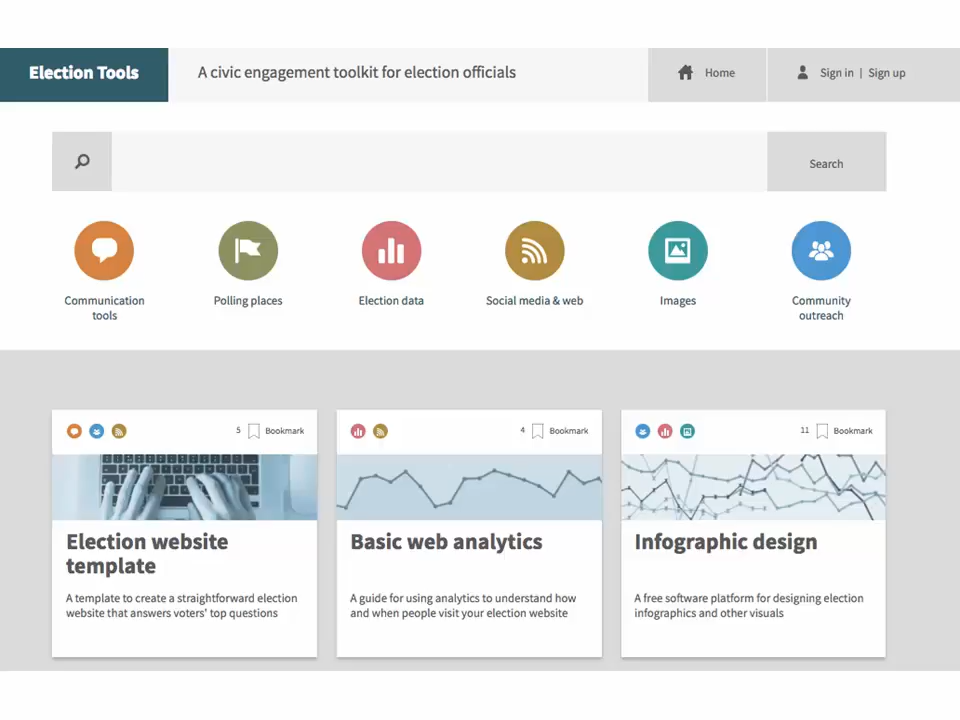 Election Tools
A civic engagement toolkit for election officials
Home
Sign in | Sign up
Search
Communication
tools
Polling places
Election data
Social media & web
Images
Community
outreach
5 Bookmark
Election website
template
A template to create a straightforward election
website that answers voters' top questions
4 Bookmark
Basic web analytics
A guide for using analytics to understand how
and when people visit your election website
11 Bookmark
Infographic design
A free software platform for designing election
infographics and other visuals